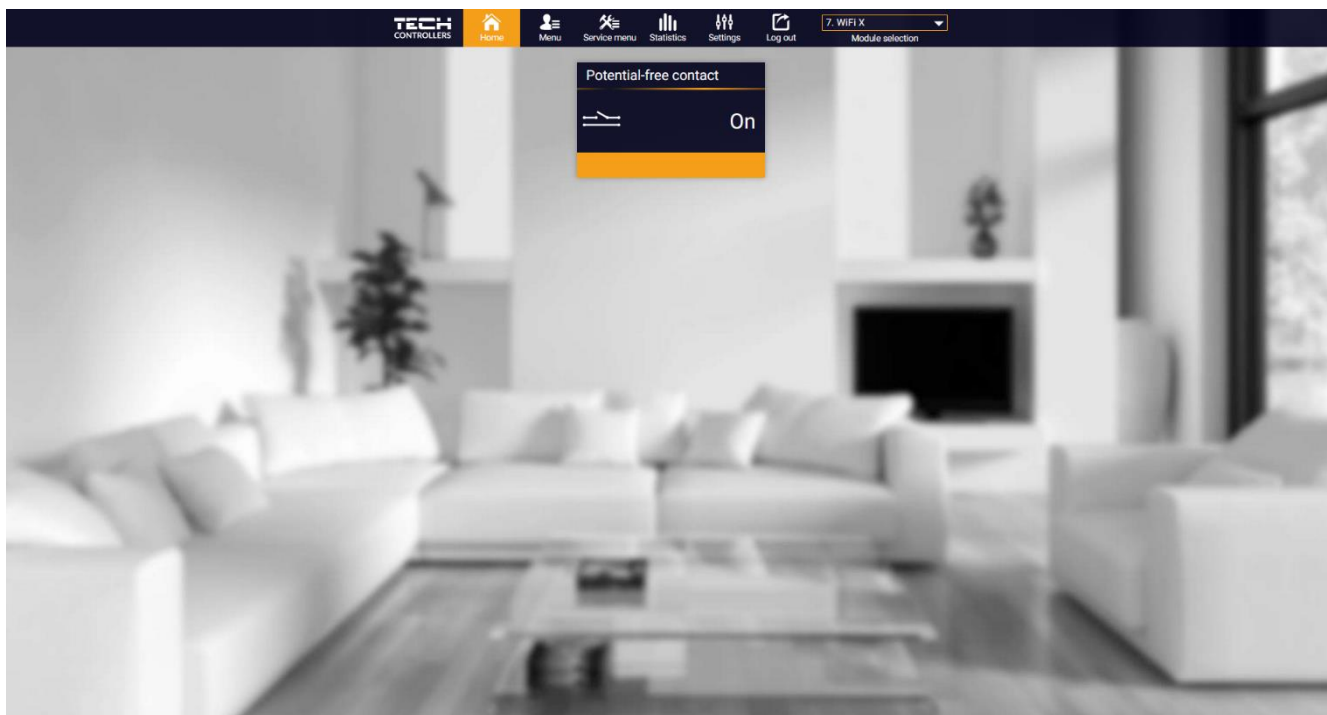 TECH
CONTROLLERS
Home
Menu
Service menu
Statistics
Settings
Log out
7. WiFi X
Module selection
Potential-free contact
On